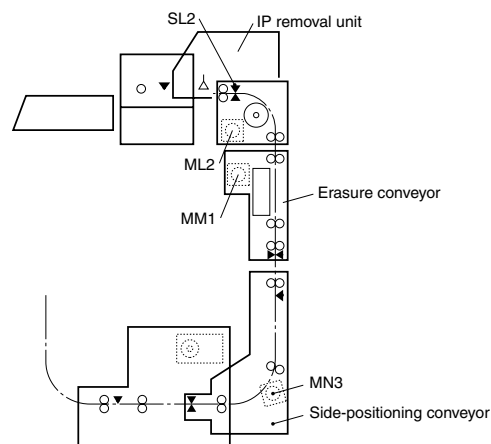 SL2
IP removal unit
ML2
MM1
Erasure conveyor
MN3
Side-positioning conveyor